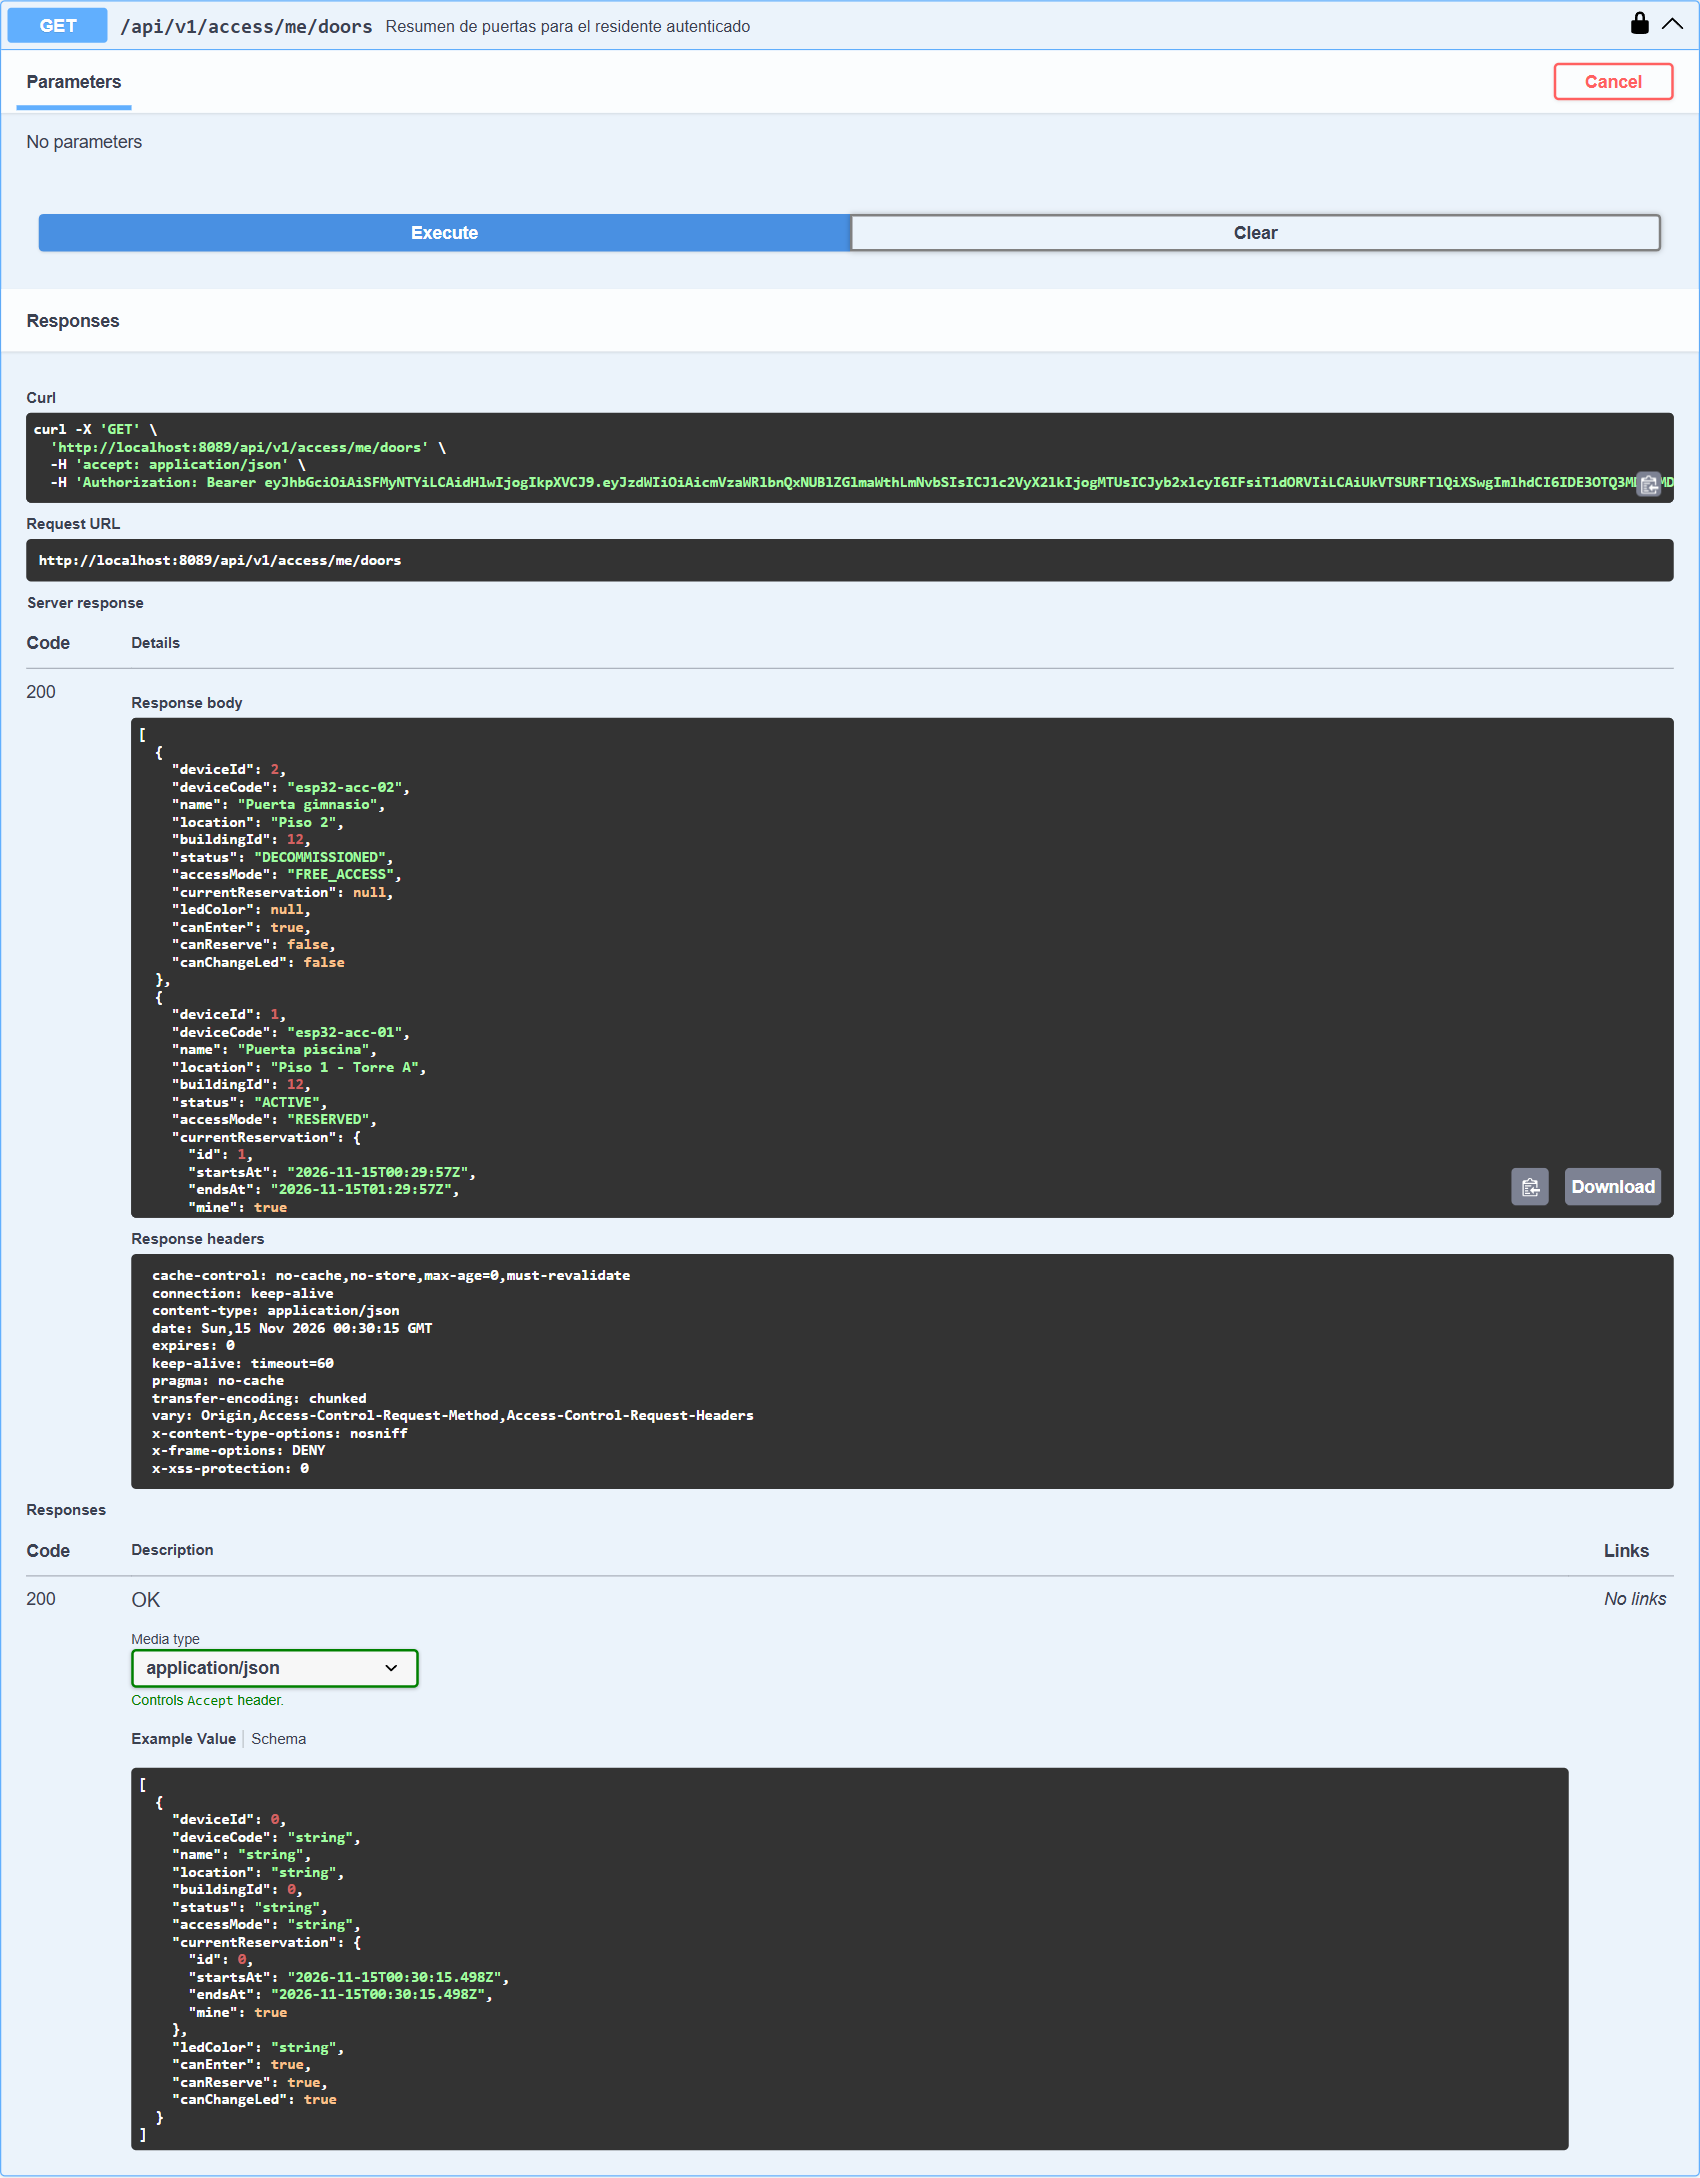 GET /api/v1/access/me/doors Resumen de puertas para el residente autenticado
Parameters
Cancel
No parameters
Execute
Clear
Responses
Curl
curl -X 'GET' \
'http://localhost:8089/api/v1/access/me/doors' \
-H 'accept: application/json' \
-H 'Authorization: Bearer
Request URL
http://localhost:8089/api/v1/access/me/doors
Server response
Code Details
200
Response body
[
{
"deviceId": 2,
"deviceCode": "esp32-acc-02",
"name": "Puerta gimnasio",
"location": "Piso 2",
"buildingId": 12,
"status": "DECOMMISSIONED",
"accessMode": "FREE_ACCESS",
"currentReservation": null,
"ledColor": null,
"canEnter": true,
"canReserve": false,
"canChangeLed": false
},
{
"deviceId": 1,
"deviceCode": "esp32-acc-01",
"name": "Puerta piscina",
"location": "Piso 1 - Torre A",
"buildingId": 12,
"status": "ACTIVE",
"accessMode": "RESERVED",
"currentReservation": {
"id": 1,
"startsAt": "2026-11-15T00:29:57Z",
"endsAt": "2026-11-15T01:29:57Z",
"mine": true
Download
Response headers
cache-control: no-cache,no-store,max-age=0,must-revalidate
connection: keep-alive
content-type: application/json
date: Sun,15 Nov 2026 00:30:15 GMT
expires: 0
keep-alive: timeout=60
pragma: no-cache
transfer-encoding: chunked
vary: Origin,Access-Control-Request-Method,Access-Control-Request-Headers
x-content-type-options: nosniff
x-frame-options: DENY
x-xss-protection: 0
Responses
Code Description Links
200 OK No links
Media type
application/json
Controls Accept header.
Example Value Schema
[
{
"deviceId": 0,
"deviceCode": "string",
"name": "string",
"location": "string",
"buildingId": 0,
"status": "string",
"accessMode": "string",
"currentReservation": {
"id": 0,
"startsAt": "2026-11-15T00:30:15.498Z",
"endsAt": "2026-11-15T00:30:15.498Z",
"mine": true
},
"ledColor": "string",
"canEnter": true,
"canReserve": true,
"canChangeLed": true
}
]